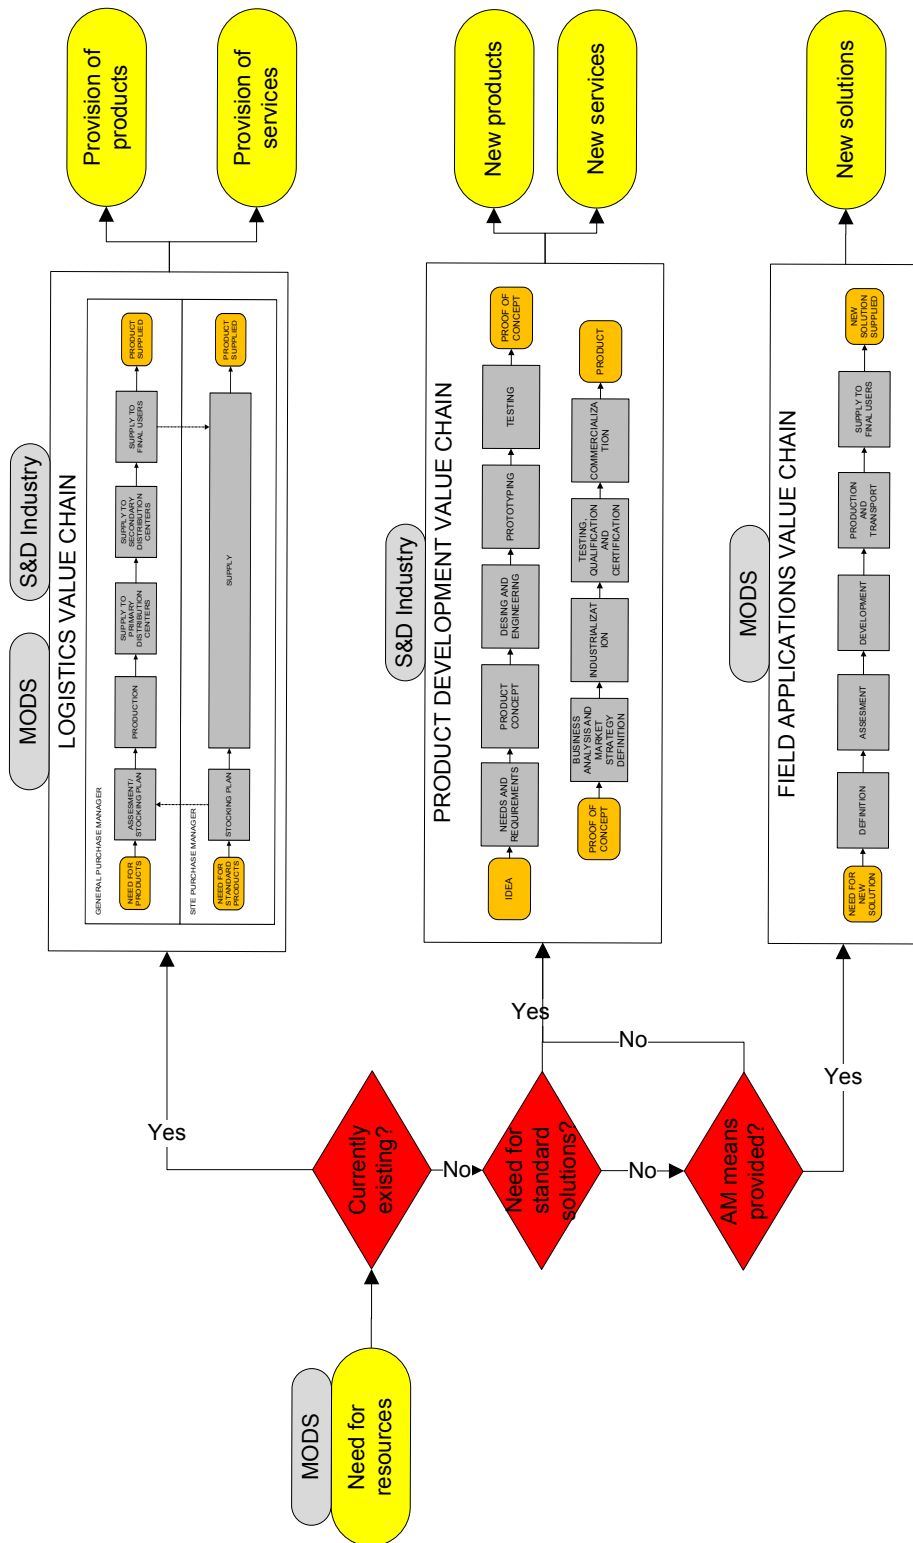 MODS
Need for
resources
Currently
existing?
Yes
No
Need for
standard
solutions?
Yes
No
AM means
provided?
No
Yes
MODS
S&D Industry
LOGISTICS VALUE CHAIN
GENERAL PURCHASE MANAGER
NEED FOR
PRODUCTS
ASSESMENT/
STOCKING PLAN
PRODUCTION
SUPPLY TO
PRIMARY
DISTRIBUTION
CENTERS
SUPPLY TO
SECONDARY
DISTRIBUTION
CENTERS
SUPPLY TO
FINAL USERS
PRODUCT
SUPPLIED
SITE PURCHASE MANAGER
NEED FOR
STANDARD
PRODUCTS
STOCKING PLAN
SUPPLY
PRODUCT
SUPPLIED
Provision of
products
Provision of
services
S&D Industry
PRODUCT DEVELOPMENT VALUE CHAIN
IDEA
NEEDS AND
REQUIREMENTS
PRODUCT
CONCEPT
DESING AND
ENGINEERING
PROTOTYPING
TESTING
PROOF OF
CONCEPT
PROOF OF
CONCEPT
BUSINESS
ANALYSIS AND
MARKET
STRATEGY
DEFINITION
INDUSTRIALIZAT
ION
TESTING,
QUALIFICATION
AND
CERTIFICATION
COMMERCIALIZA
TION
PRODUCT
New products
New services
MODS
FIELD APPLICATIONS VALUE CHAIN
NEED FOR
NEW
SOLUTION
DEFINITION
ASSESMENT
DEVELOPMENT
PRODUCTION
AND
TRANSPORT
SUPPLY TO
FINAL USERS
NEW
SOLUTION
SUPPLIED
New solutions